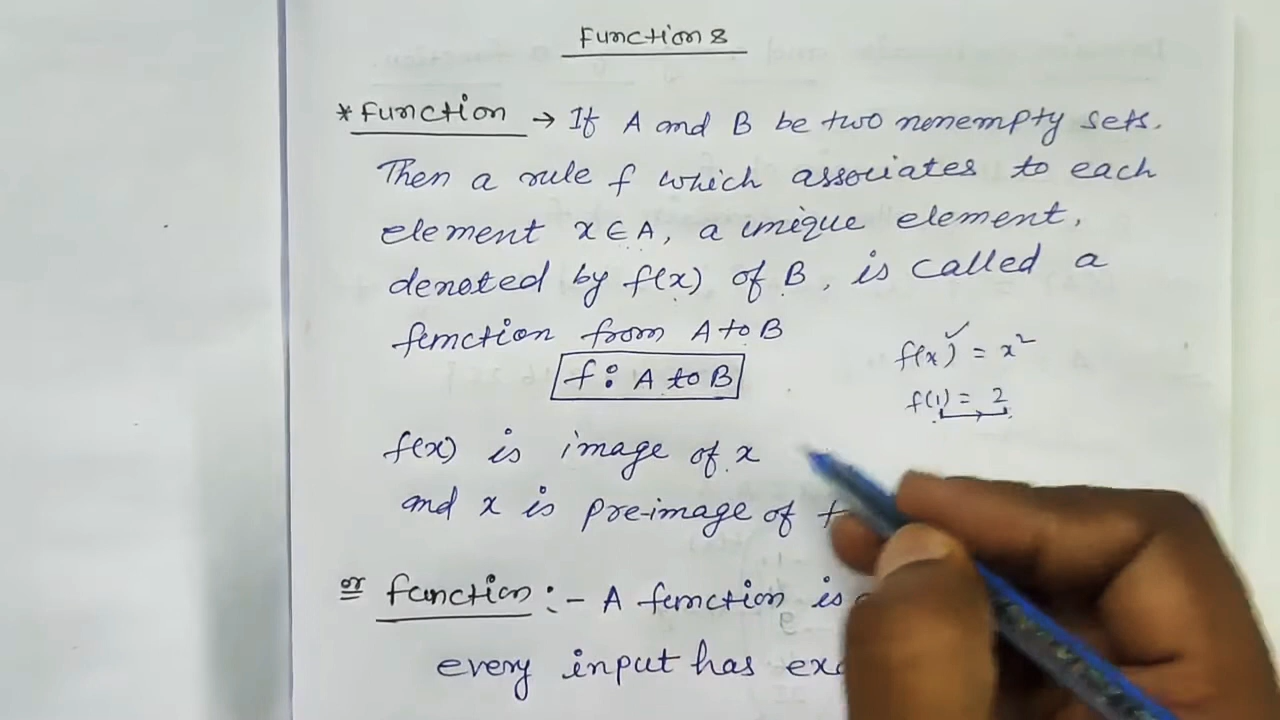 Functions
* Function → If A and B be two nonempty sets.
Then a rule f which associates to each
element x ∈ A, a unique element,
denoted by f(x) of B, is called a
function from A to B
f: A to B
f(x) = x²
f(1) = 2
f(x) is image of x
and x is pre-image of
or function :- A function is
every input has